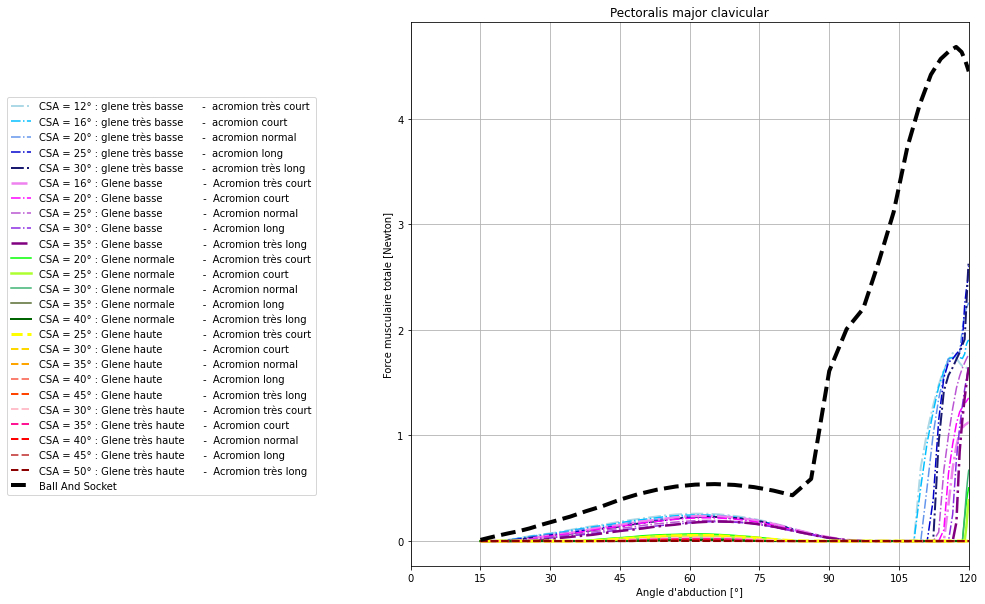 Pectoralis major clavicular
CSA = 12° : glene très basse - acromion très court
CSA = 16° : glene très basse - acromion court
CSA = 20° : glene très basse - acromion normal
CSA = 25° : glene très basse - acromion long
CSA = 30° : glene très basse - acromion très long
CSA = 16° : Glene basse - Acromion très court
CSA = 20° : Glene basse - Acromion court
CSA = 25° : Glene basse - Acromion normal
CSA = 30° : Glene basse - Acromion long
CSA = 35° : Glene basse - Acromion très long
CSA = 20° : Glene normale - Acromion très court
CSA = 25° : Glene normale - Acromion court
CSA = 30° : Glene normale - Acromion normal
CSA = 35° : Glene normale - Acromion long
CSA = 40° : Glene normale - Acromion très long
CSA = 25° : Glene haute - Acromion très court
CSA = 30° : Glene haute - Acromion court
CSA = 35° : Glene haute - Acromion normal
CSA = 40° : Glene haute - Acromion long
CSA = 45° : Glene haute - Acromion très long
CSA = 30° : Glene très haute - Acromion très court
CSA = 35° : Glene très haute - Acromion court
CSA = 40° : Glene très haute - Acromion normal
CSA = 45° : Glene très haute - Acromion long
CSA = 50° : Glene très haute - Acromion très long
Ball And Socket
Force musculaire totale [Newton]
4
3
2
1
0
0 15 30 45 60 75 90 105 120
Angle d'abduction [°]